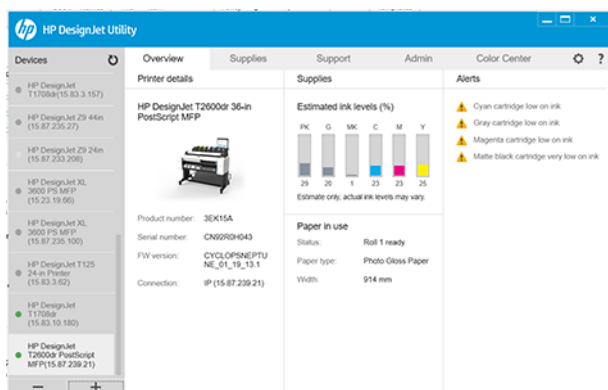 hp HP DesignJet Utility
Devices
Overview Supplies Support Admin Color Center ?
HP DesignJet
T1708dr(15.83.3.157)
HP DesignJet Z9 44in
(15.87.235.27)
HP DesignJet Z9 24in
(15.87.233.208)
HP DesignJet XL
3600 PS MFP
(15.23.19.66)
HP DesignJet XL
3600 PS MFP
(15.87.235.100)
HP DesignJet T125
24-in Printer
(15.83.3.62)
HP DesignJet
T1708dr
(15.83.10.180)
HP DesignJet
T2600dr PostScript
MFP(15.87.239.21)
Printer details
HP DesignJet T2600dr 36-in
PostScript MFP
Product number: 3EK15A
Serial number: CN92R0H043
FW version: CYCLOPSNEPTU
NE_01_19_13.1
Connection: IP (15.87.239.21)
Supplies
Estimated ink levels (%)
PK G MK C M Y
29 20 1 23 23 25
Estimate only, actual ink levels may vary.
Paper in use
Status: Roll 1 ready
Paper type: Photo Gloss Paper
Width: 914 mm
Alerts
Cyan cartridge low on ink
Gray cartridge low on ink
Magenta cartridge low on ink
Matte black cartridge very low on ink